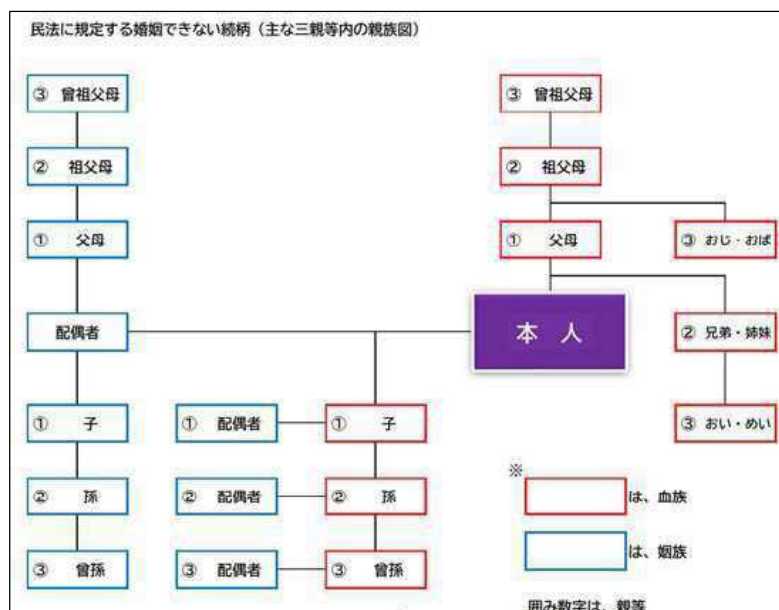 民法に規定する婚姻できない続柄（主な三親等内の親族図）
③ 曾祖父母
③ 曾祖父母
② 祖父母
② 祖父母
① 父母
① 父母
③ おじ・おば
配偶者
本 人
② 兄弟・姉妹
① 子
① 配偶者
① 子
③ おい・めい
② 孫
② 配偶者
② 孫
※
は、血族
③ 曾孫
③ 配偶者
③ 曾孫
は、姻族
囲み数字は、親等